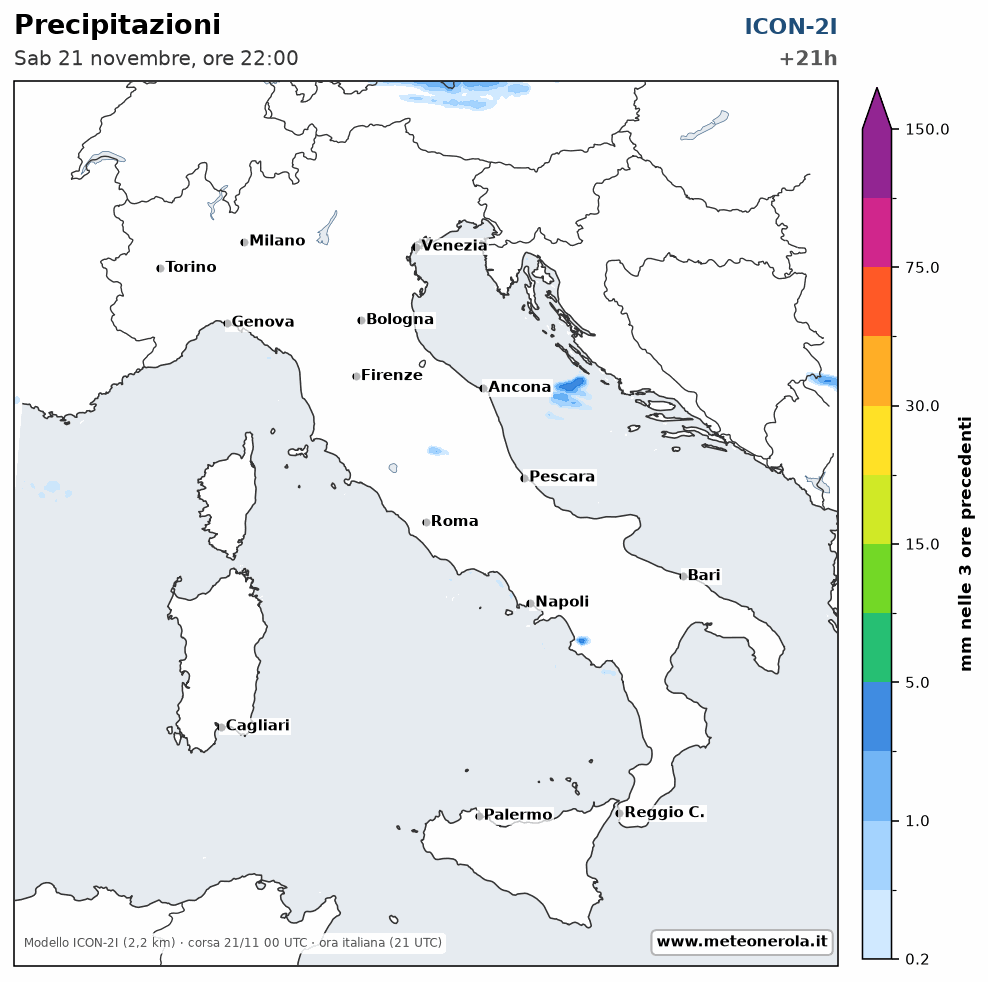 Precipitazioni
ICON-2I
Sab 21 novembre, ore 22:00
+21h
150.0
Venezia
Milano
Torino
75.0
Bologna
Genova
Firenze
Ancona
30.0
Pescara
Roma
15.0
mm nelle 3 ore precedenti
Bari
Napoli
5.0
Cagliari
Reggio C.
Palermo
1.0
Modello ICON-2I (2,2 km) · corsa 21/11 00 UTC · ora italiana (21 UTC)
www.meteonerola.it
0.2